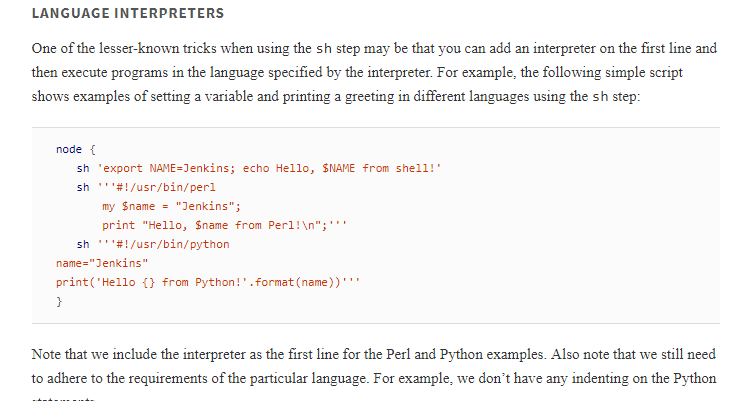 LANGUAGE INTERPRETERS
One of the lesser-known tricks when using the sh step may be that you can add an interpreter on the first line and
then execute programs in the language specified by the interpreter. For example, the following simple script
shows examples of setting a variable and printing a greeting in different languages using the sh step:
node {
   sh 'export NAME=Jenkins; echo Hello, $NAME from shell!'
   sh '''#!/usr/bin/perl
       my $name = "Jenkins";
       print "Hello, $name from Perl!\n";'''
   sh '''#!/usr/bin/python
name="Jenkins"
print('Hello {} from Python!'.format(name))'''
}
Note that we include the interpreter as the first line for the Perl and Python examples. Also note that we still need
to adhere to the requirements of the particular language. For example, we don’t have any indenting on the Python